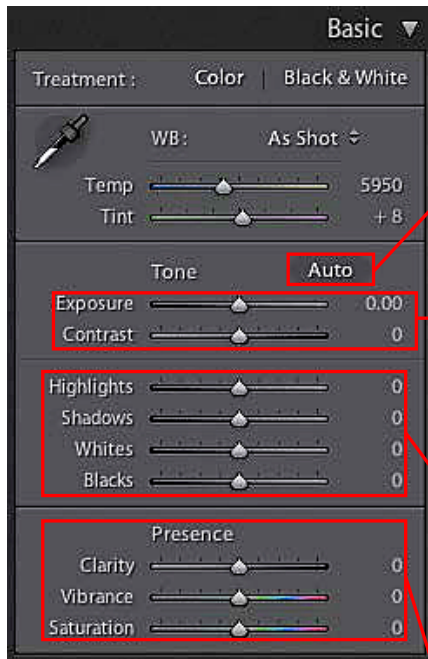 Basic
Treatment : Color | Black & White
WB: As Shot
Temp 5950
Tint + 8
Tone Auto
Exposure 0.00
Contrast 0
Highlights 0
Shadows 0
Whites 0
Blacks 0
Presence
Clarity 0
Vibrance 0
Saturation 0